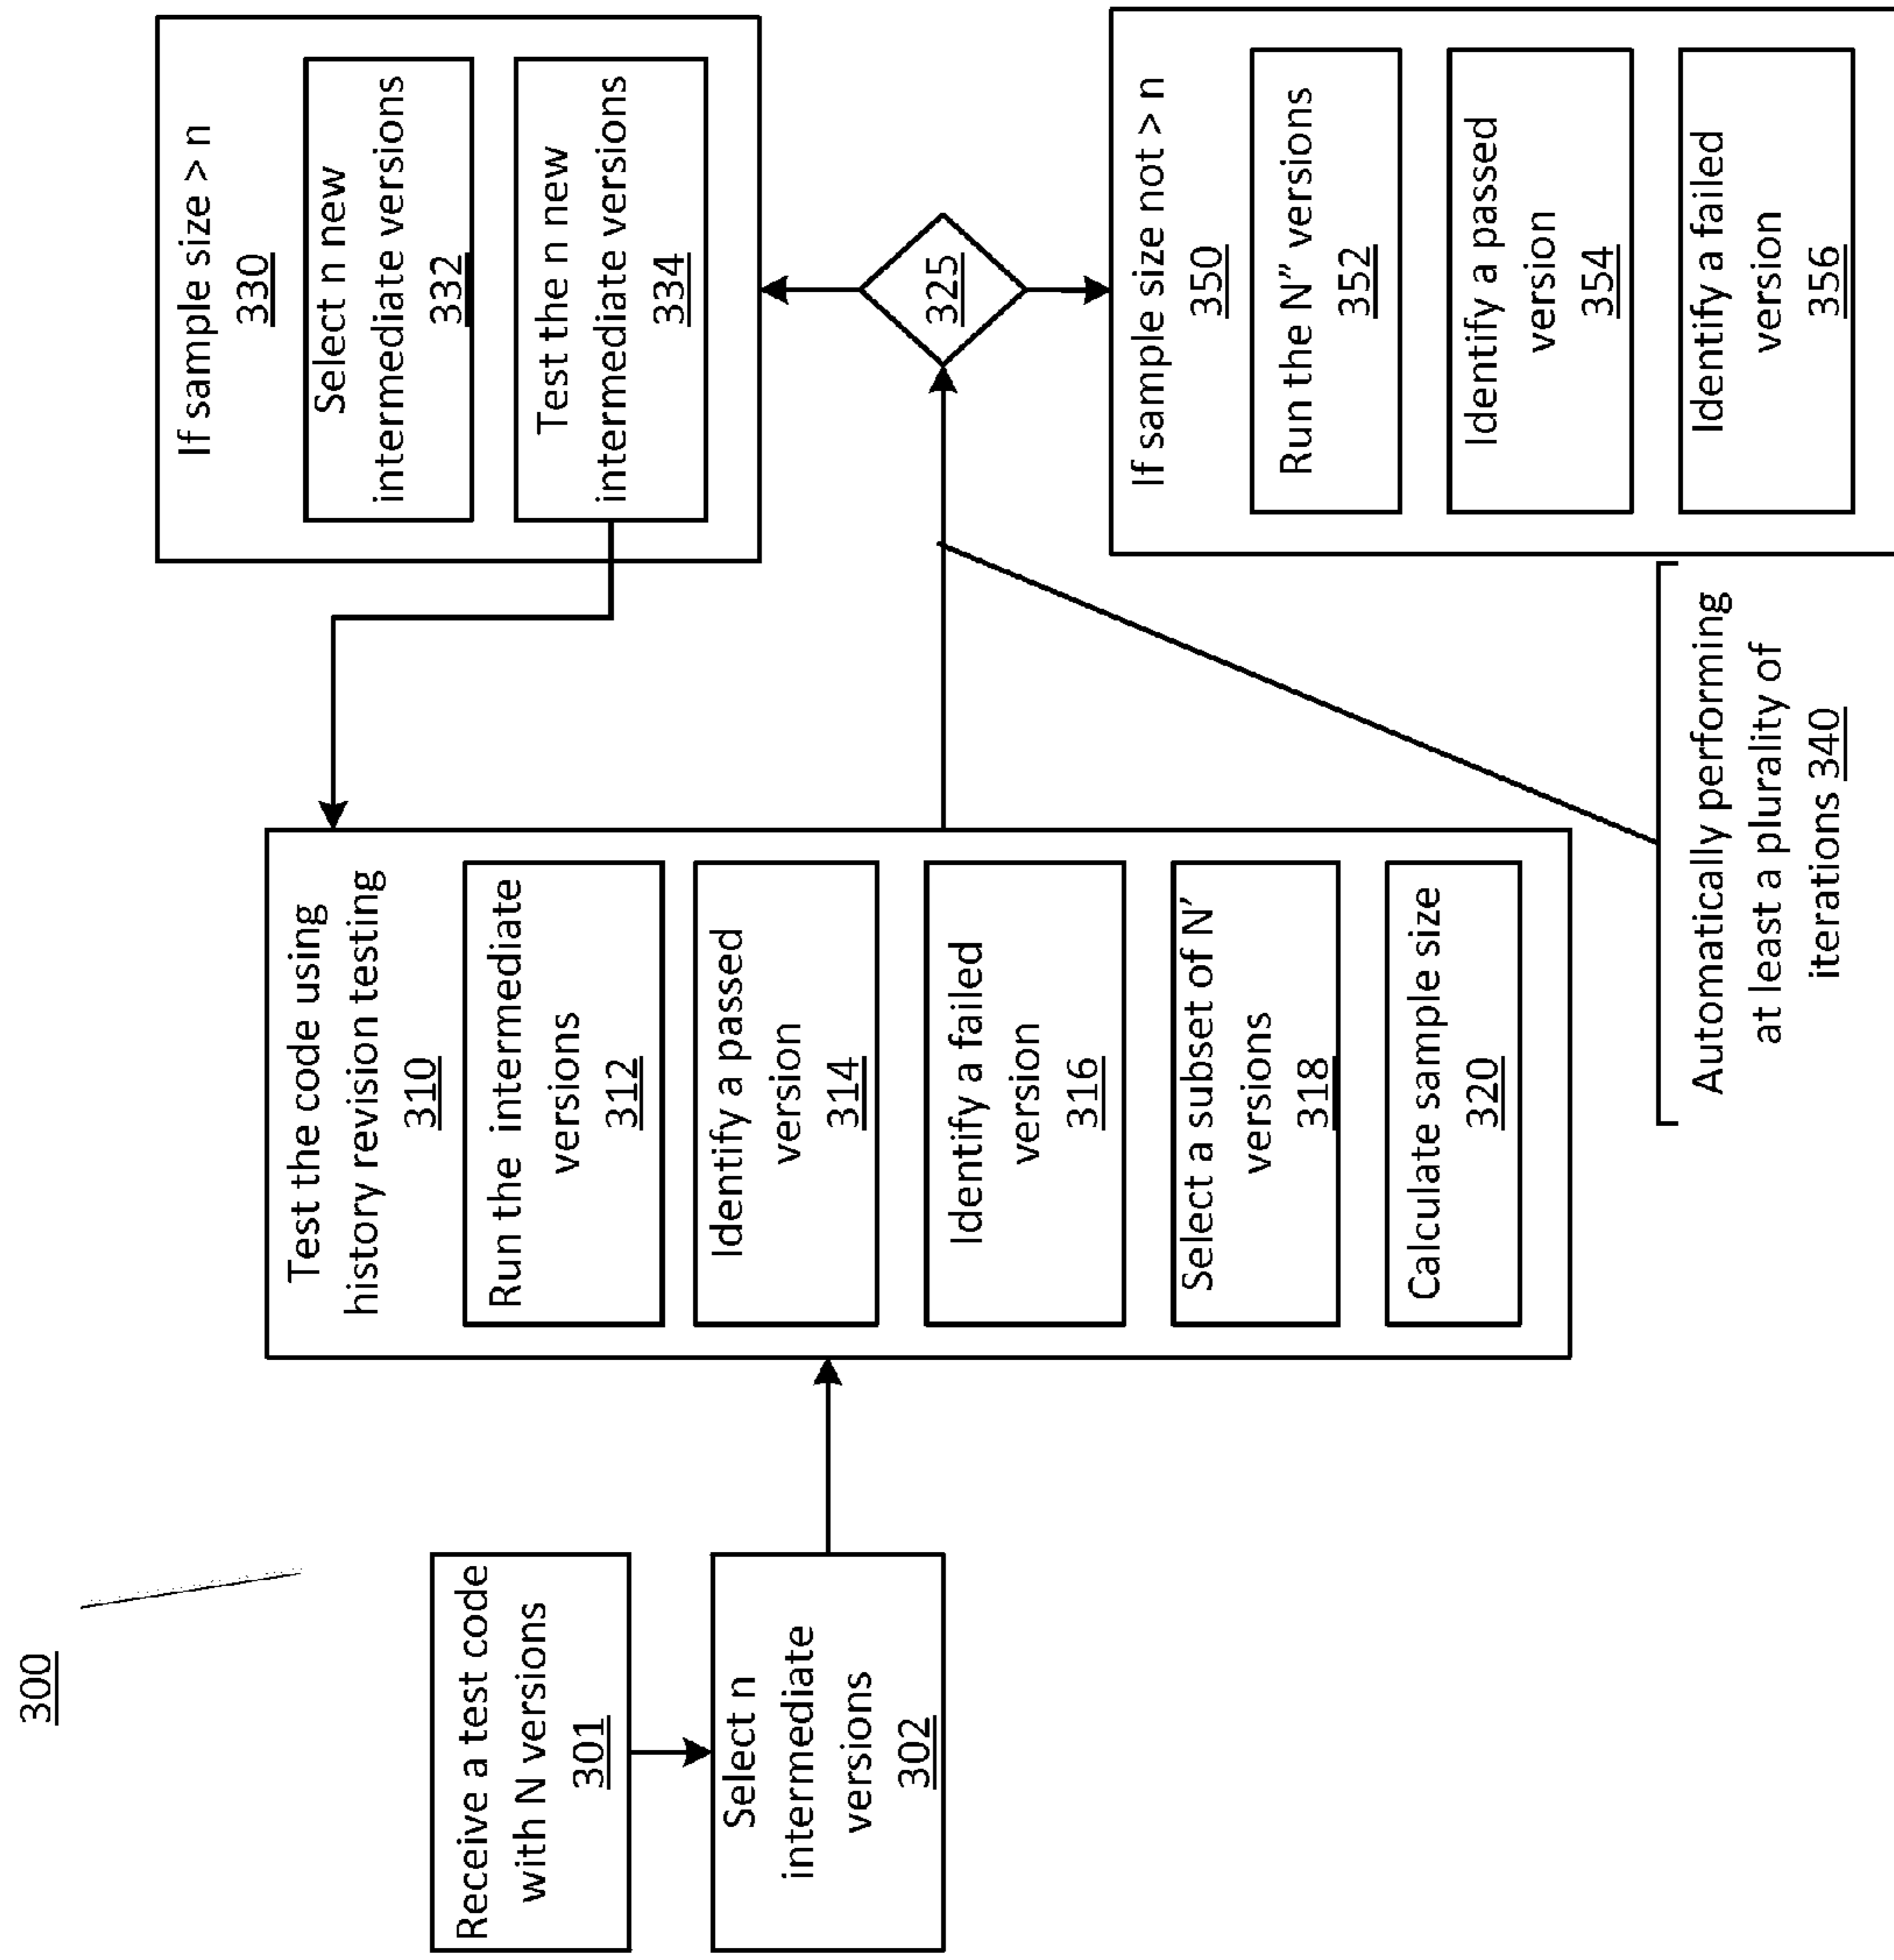 300
Receive a test code
with N versions
301
Select n
intermediate
versions
302
Test the code using
history revision testing
310
Run the intermediate
versions
312
Identify a passed
version
314
Identify a failed
version
316
Select a subset of N'
versions
318
Calculate sample size
320
325
If sample size > n
330
Select n new
intermediate versions
332
Test the n new
intermediate versions
334
Automatically performing
at least a plurality of
iterations 340
If sample size not > n
350
Run the N" versions
352
Identify a passed
version
354
Identify a failed
version
356